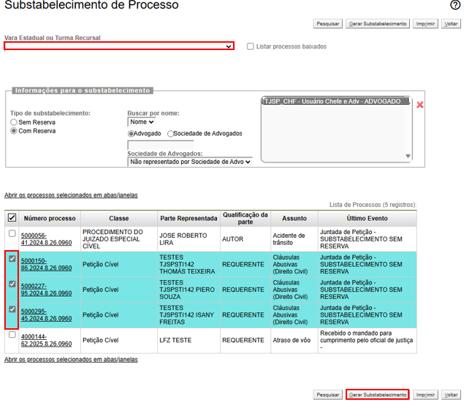 Substabelecimento de Processo
Pesquisar Gerar Substabelecimento Imprimir Voltar
Vara Estadual ou Turma Recursal
Listar processos baixados
Informações para o substabelecimento
Tipo de substabelecimento:
Sem Reserva
Com Reserva
Buscar por nome:
Nome
Advogado Sociedade de Advogados
Sociedade de Advogados:
Não representado por Sociedade de Advo
TJSP_CHF - Usuário Chefe e Adv - ADVOGADO
Abrir os processos selecionados em abas/janelas
Lista de Processos (5 registros):
Número processo Classe Parte Representada Qualificação da parte Assunto Último Evento
5000056-41.2024.8.26.0960 PROCEDIMENTO DO JUIZADO ESPECIAL CÍVEL JOSE ROBERTO LIRA AUTOR Acidente de trânsito Juntada de Petição - SUBSTABELECIMENTO SEM RESERVA
5000150-86.2024.8.26.0960 Petição Cível TESTES TJSPSTI142 THOMÁS TEIXEIRA REQUERENTE Cláusulas Abusivas (Direito Civil) Juntada de Petição - SUBSTABELECIMENTO SEM RESERVA
5000227-95.2024.8.26.0960 Petição Cível TESTES TJSPSTI142 PIERO SOUZA REQUERENTE Cláusulas Abusivas (Direito Civil) Juntada de Petição - SUBSTABELECIMENTO SEM RESERVA
5000295-45.2024.8.26.0960 Petição Cível TESTES TJSPSTI142 ISANY FREITAS REQUERENTE Cláusulas Abusivas (Direito Civil) Juntada de Petição - SUBSTABELECIMENTO SEM RESERVA
4000144-62.2025.8.26.0960 Petição Cível LFZ TESTE REQUERENTE Atraso de vôo Recebido o mandado para cumprimento pelo oficial de justiça -
Abrir os processos selecionados em abas/janelas
Pesquisar Gerar Substabelecimento Imprimir Voltar